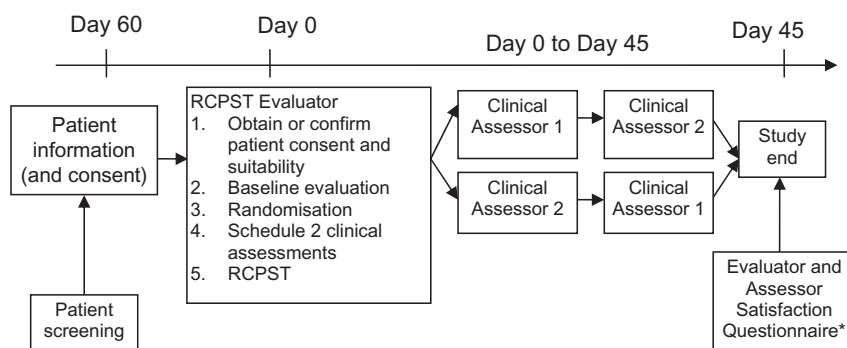 Day 60
Day 0
Day 0 to Day 45
Day 45
Patient
information
(and consent)
Patient
screening
RCPST Evaluator
1. Obtain or confirm
patient consent and
suitability
2. Baseline evaluation
3. Randomisation
4. Schedule 2 clinical
assessments
5. RCPST
Clinical
Assessor 1
Clinical
Assessor 2
Clinical
Assessor 2
Clinical
Assessor 1
Study
end
Evaluator and
Assessor
Satisfaction
Questionnaire*